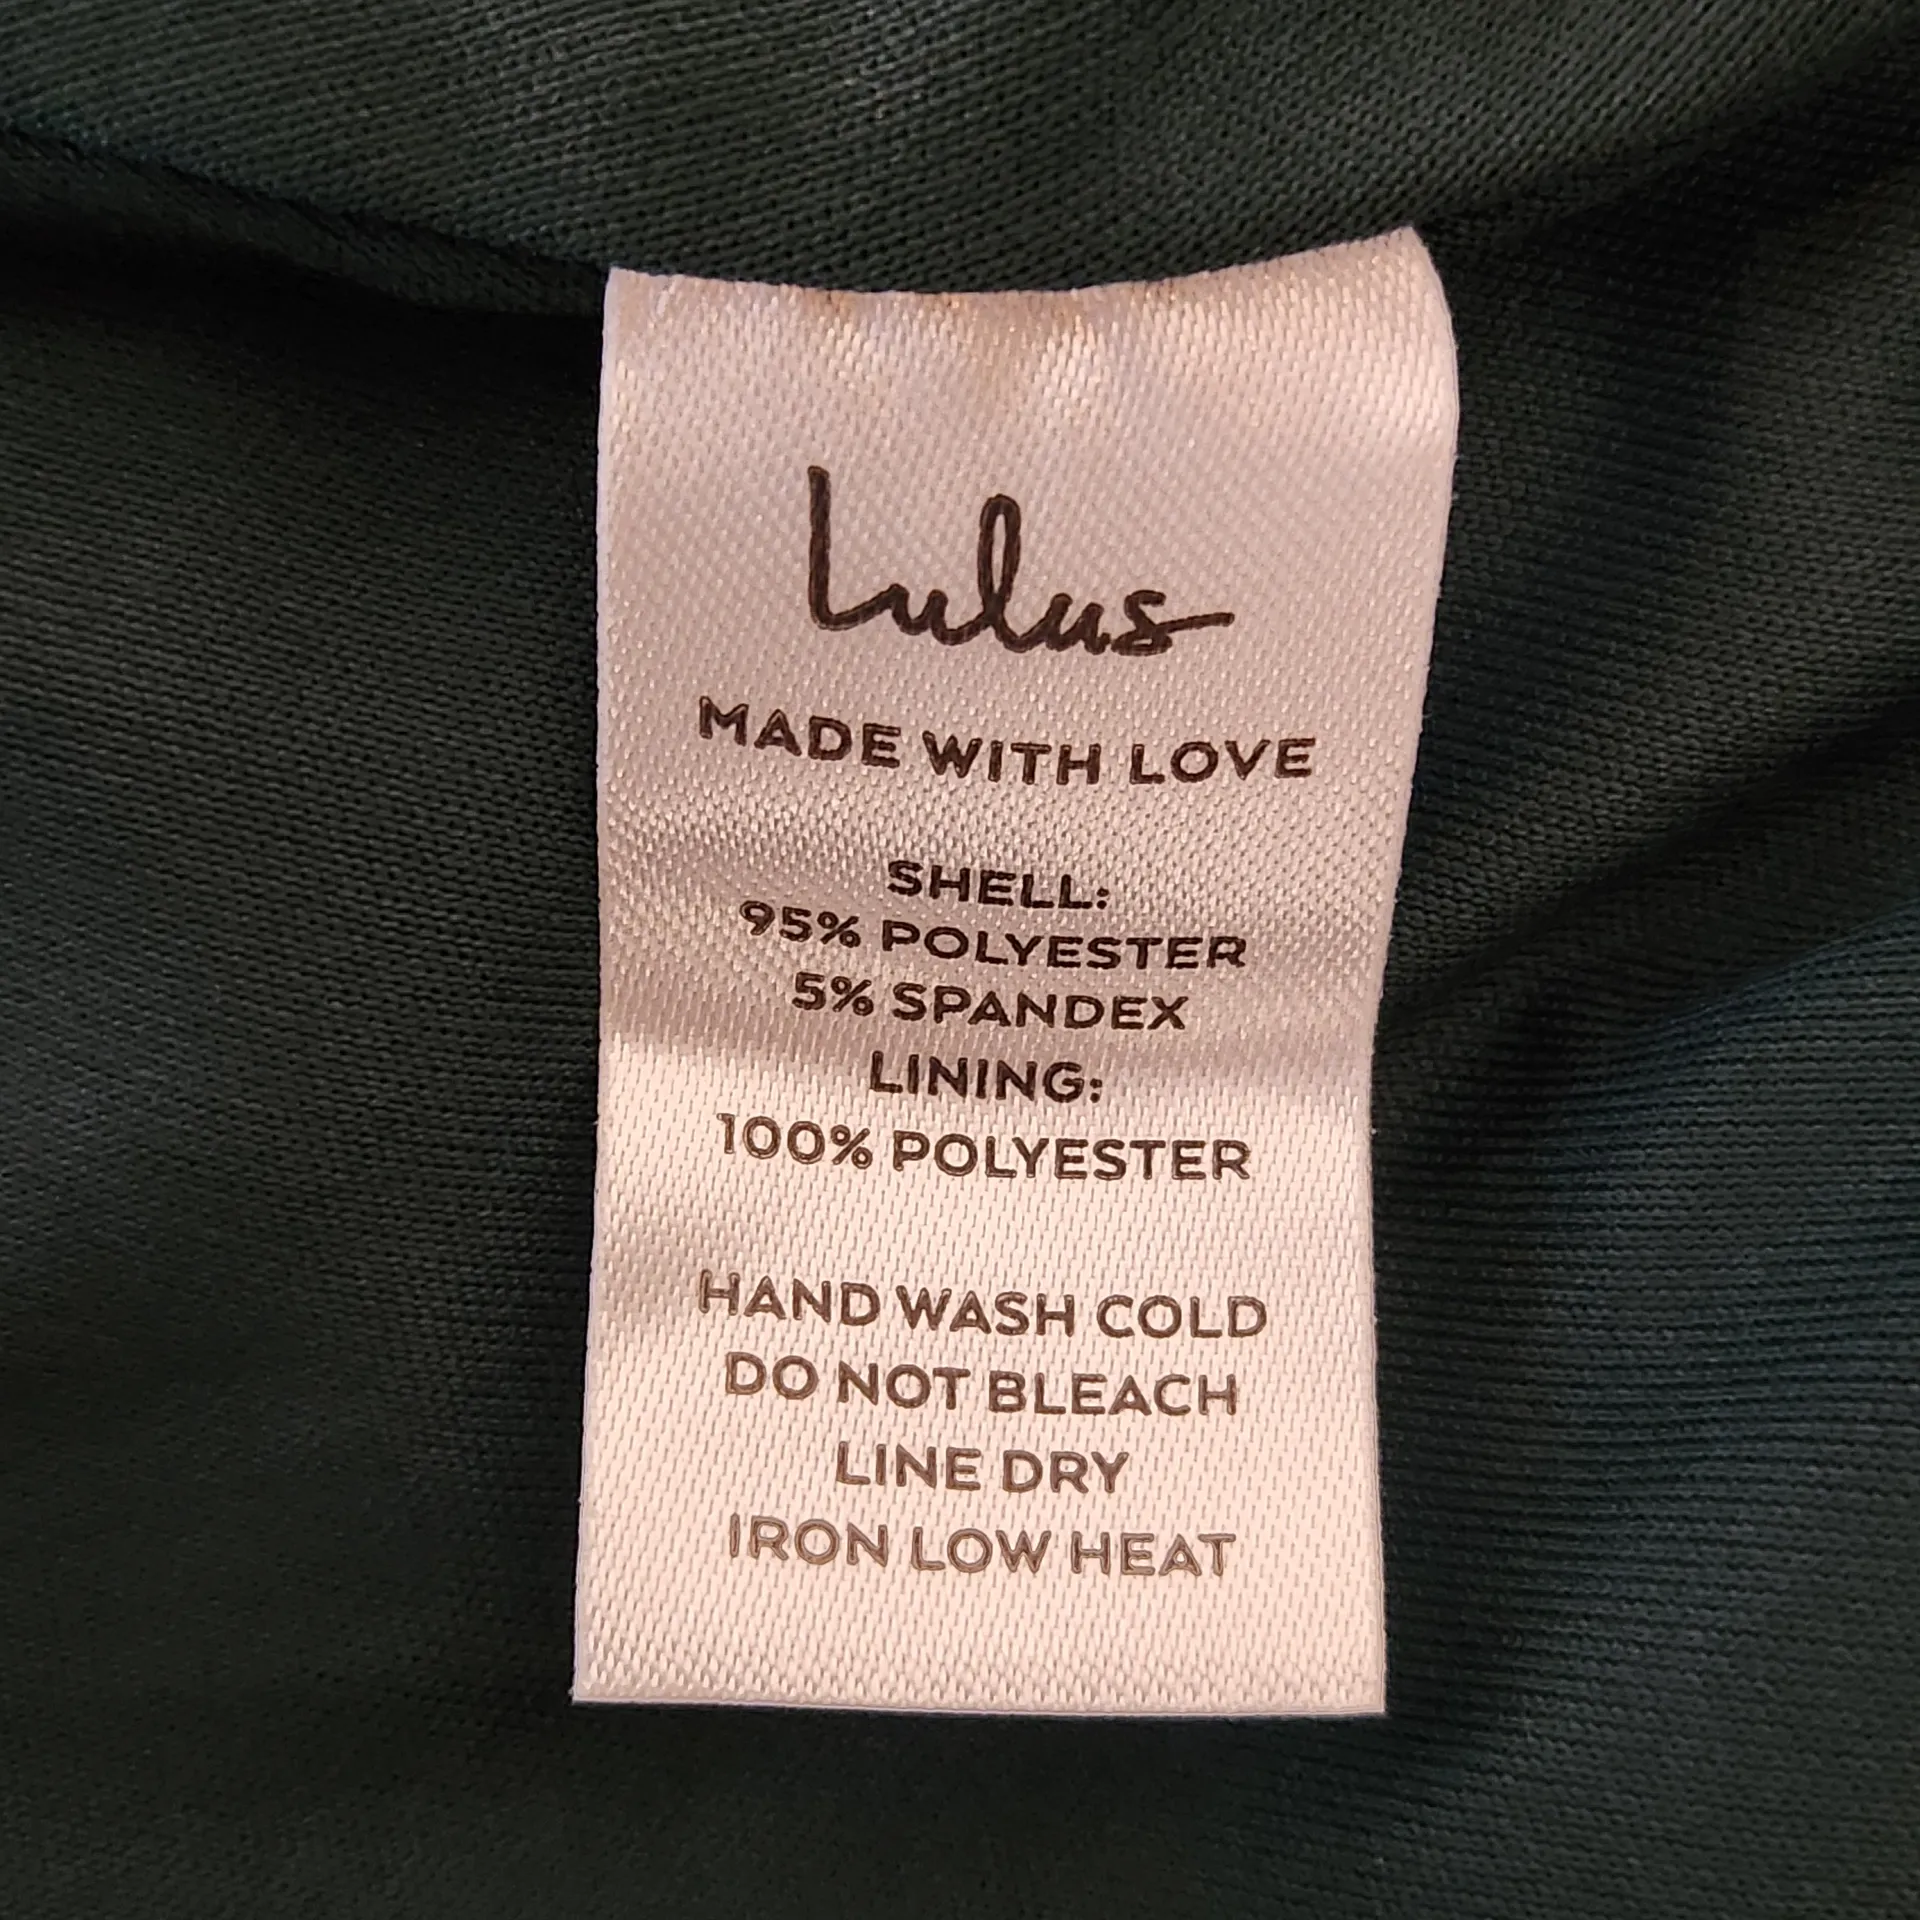 Lulus
MADE WITH LOVE
SHELL:
95% POLYESTER
5% SPANDEX
LINING:
100% POLYESTER
HAND WASH COLD
DO NOT BLEACH
LINE DRY
IRON LOW HEAT